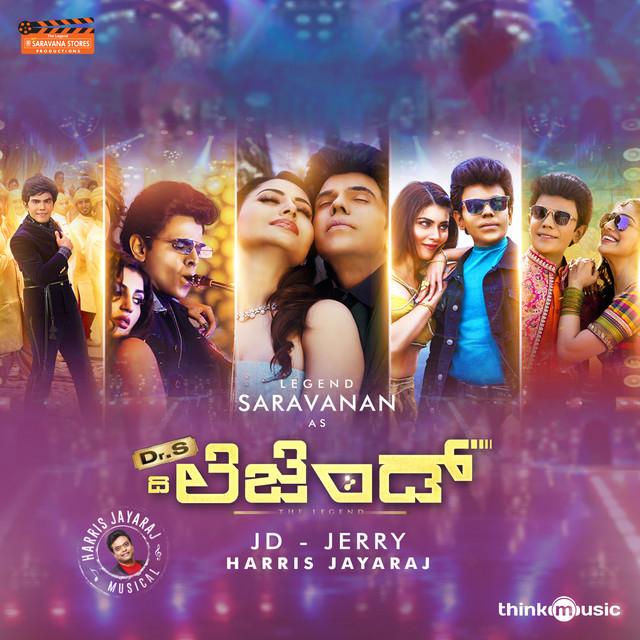 The Legend
SARAVANA STORES
PRODUCTIONS
LEGEND
SARAVANAN
AS
Dr.S
ದಿ ಲೆಜೆಂಡ್
THE LEGEND
JD - JERRY
HARRIS JAYARAJ
HARRIS JAYARAJ
MUSICAL
think music